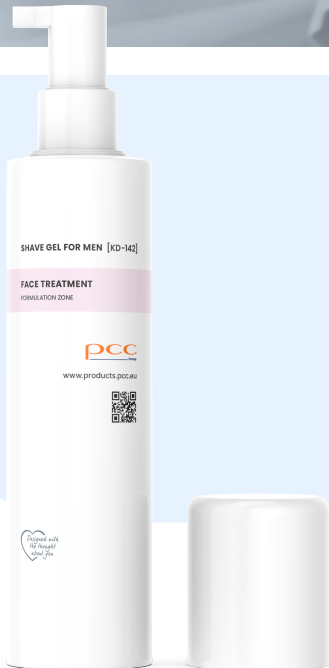 SHAVE GEL FOR MEN [KD-142]
FACE TREATMENT
FORMULATION ZONE
pcc
Group
www.products.pcc.eu
Designed with
the thought
about you